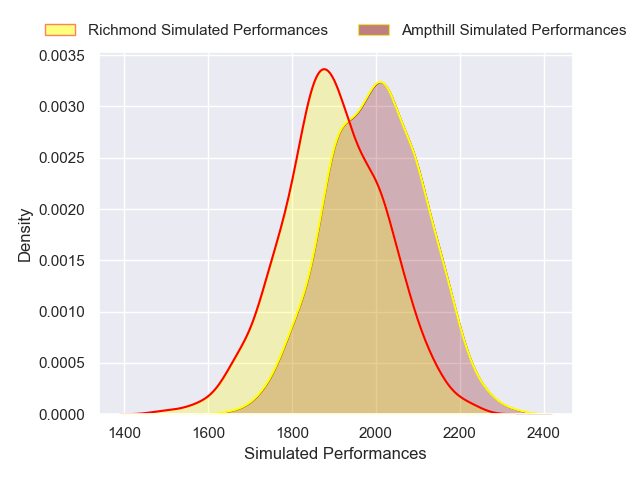 Richmond Simulated Performances Ampthill Simulated Performances
0.0035
0.0030
0.0025
0.0020
0.0015
0.0010
0.0005
0.0000
Density
1400 1600 1800 2000 2200 2400
Simulated Performances